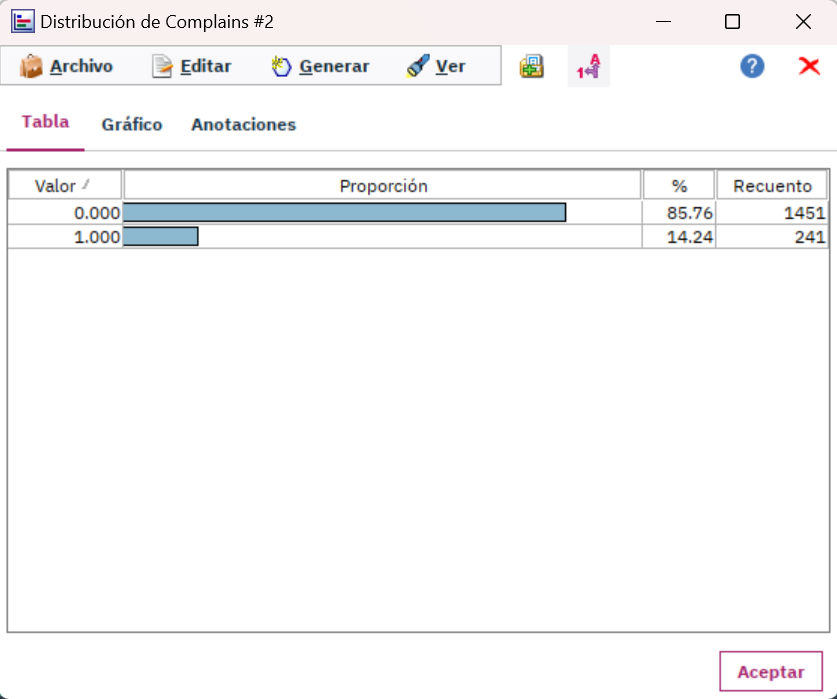 Distribución de Complains #2
Archivo Editar Generar Ver
Tabla Gráfico Anotaciones
Valor Proporción % Recuento
0.000 85.76 1451
1.000 14.24 241
Aceptar